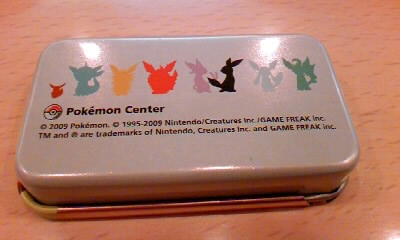 Pokémon Center
© 2009 Pokémon. © 1995-2009 Nintendo/Creatures Inc./GAME FREAK inc.
TM and ® are trademarks of Nintendo, Creatures Inc. and GAME FREAK inc.